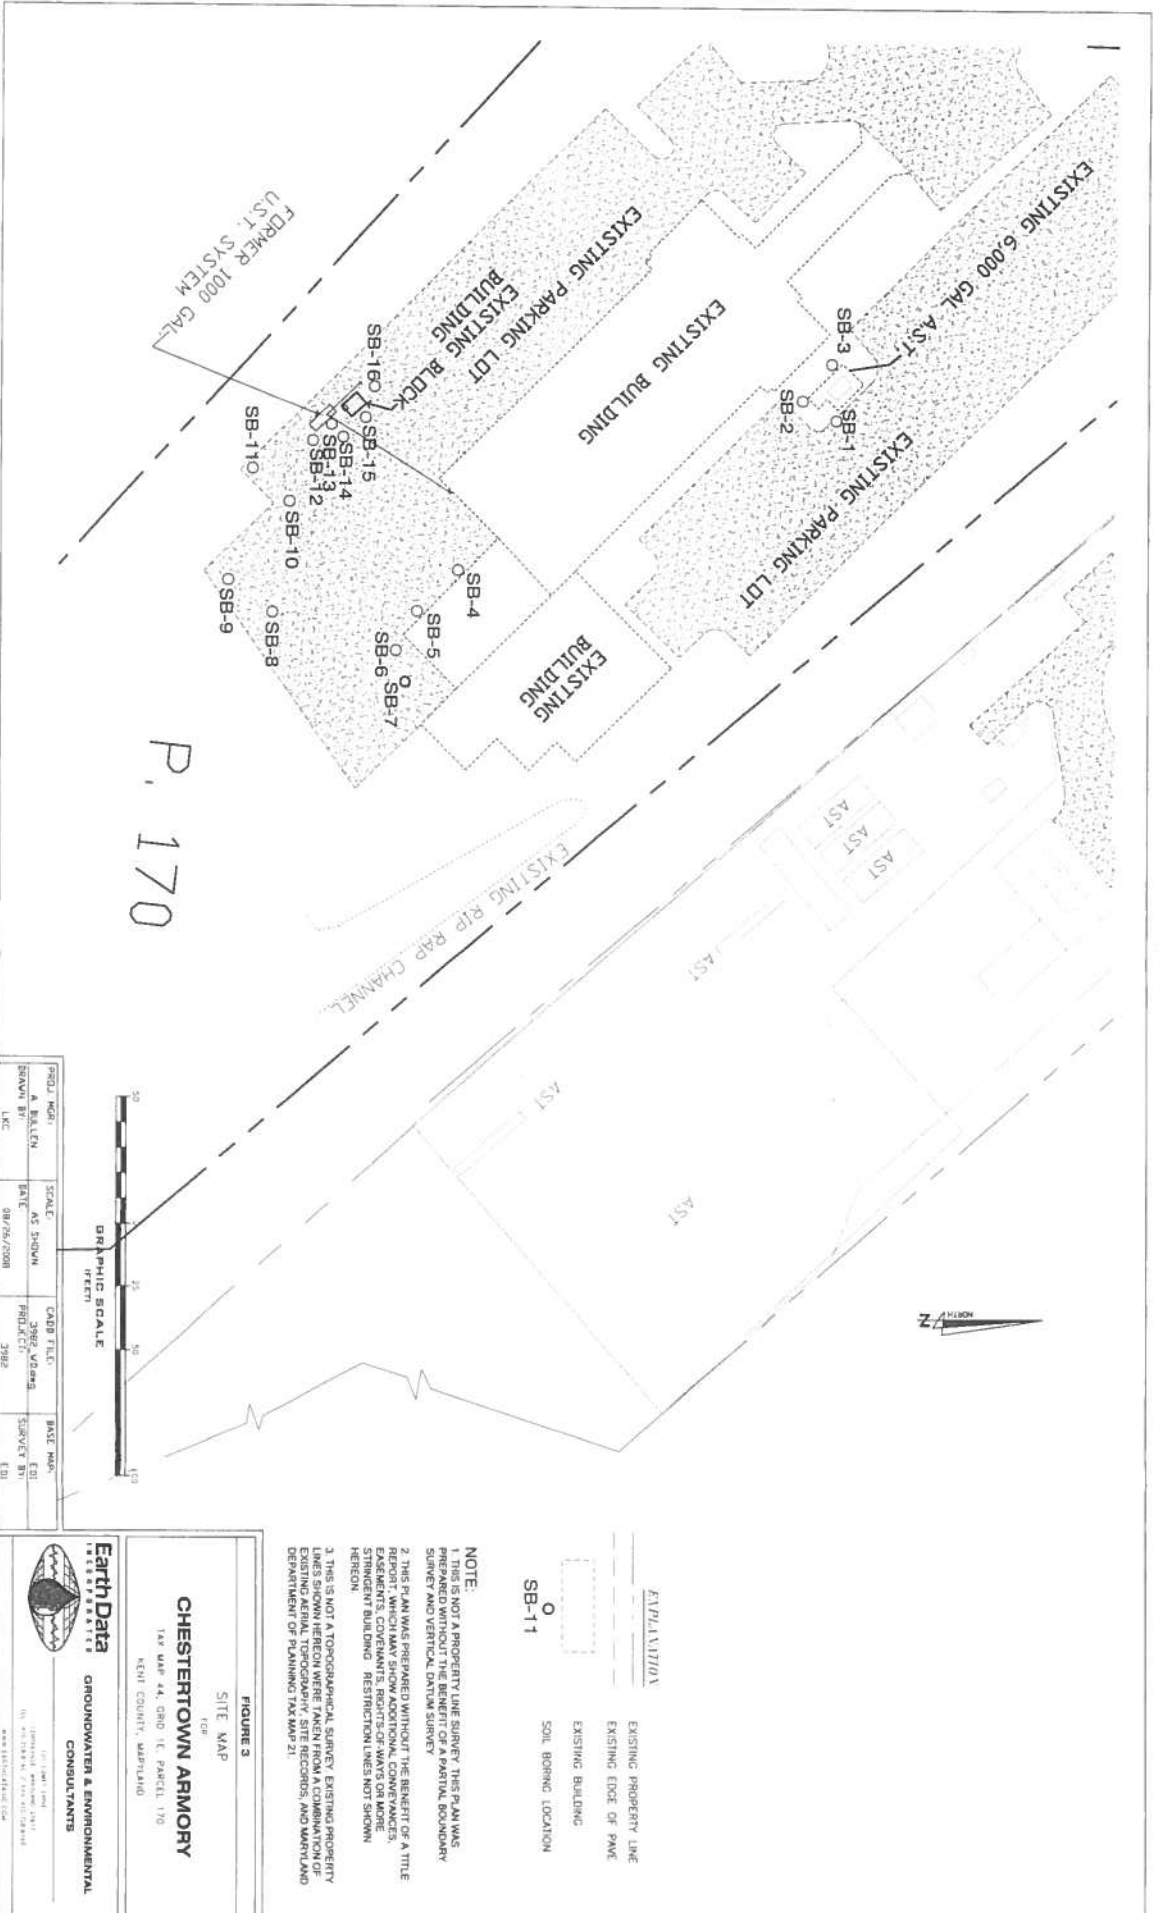 EXISTING 6,000 GAL. A.S.T.
EXISTING PARKING LOT
SB-3
SB-1
SB-2
EXISTING BUILDING
EXISTING PARKING LOT
EXISTING BLOCK
BUILDING
FORMER 1000 GAL.
U.S.T. SYSTEM
SB-16
SB-15
SB-14
SB-13
SB-12
SB-11
SB-10
SB-9
SB-8
SB-4
SB-5
SB-6
SB-7
EXISTING
BUILDING
P. 170
EXISTING RIP RAP CHANNEL
AST
AST
AST
AST
AST
AST
NORTH
EXPLANATION
EXISTING PROPERTY LINE
EXISTING EDGE OF PAVE
EXISTING BUILDING
SB-11
SOIL BORING LOCATION
NOTE:
1. THIS IS NOT A PROPERTY LINE SURVEY. THIS PLAN WAS
PREPARED WITHOUT THE BENEFIT OF A PARTIAL BOUNDARY
SURVEY AND VERTICAL DATUM SURVEY
2. THIS PLAN WAS PREPARED WITHOUT THE BENEFIT OF A TITLE
REPORT, WHICH MAY SHOW ADDITIONAL CONVEYANCES,
EASEMENTS, COVENANTS, RIGHTS-OF-WAYS OR MORE
STRINGENT BUILDING RESTRICTION LINES NOT SHOWN
HEREON.
3. THIS IS NOT A TOPOGRAPHICAL SURVEY. EXISTING PROPERTY
LINES SHOWN HEREON WERE TAKEN FROM A COMBINATION OF
EXISTING AERIAL TOPOGRAPHY, SITE RECORDS, AND MARYLAND
DEPARTMENT OF PLANNING TAX MAP 21.
50 25 50 100
GRAPHIC SCALE
(FEET)
PROJ. MGR: A BULLEN
SCALE: AS SHOWN
CADD FILE:
BASE MAP: EDI
DRAWN BY: LKC
DATE: 08/26/2008
PROJECT: 3982
SURVEY BY: EDI
FIGURE 3
SITE MAP
FOR
CHESTERTOWN ARMORY
TAX MAP 44, GRID 1E, PARCEL 170
KENT COUNTY, MARYLAND
EarthData
INCORPORATED
GROUNDWATER & ENVIRONMENTAL
CONSULTANTS